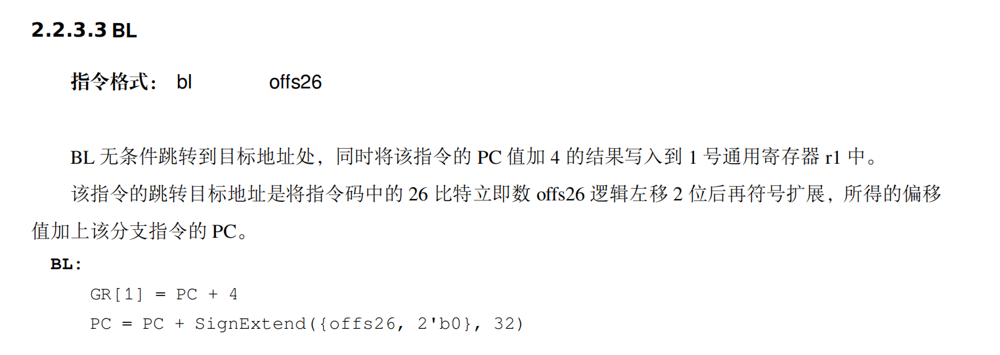 2.2.3.3 BL
指令格式： bl offs26
BL 无条件跳转到目标地址处，同时将该指令的 PC 值加 4 的结果写入到 1 号通用寄存器 r1 中。
该指令的跳转目标地址是将指令码中的 26 比特立即数 offs26 逻辑左移 2 位后再符号扩展，所得的偏移
值加上该分支指令的 PC。
BL:
GR[1] = PC + 4
PC = PC + SignExtend({offs26, 2'b0}, 32)